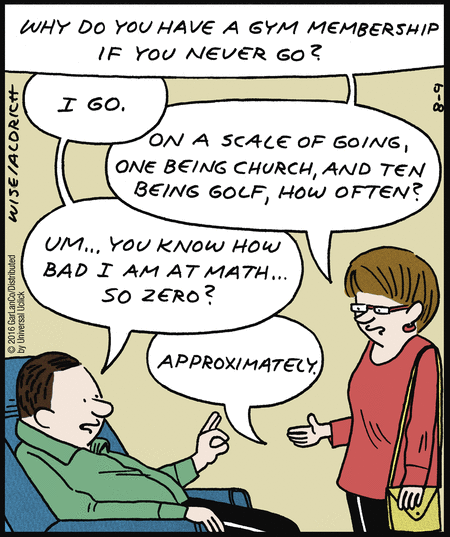 WHY DO YOU HAVE A GYM MEMBERSHIP
IF YOU NEVER GO?
I GO.
ON A SCALE OF GOING,
ONE BEING CHURCH, AND TEN
BEING GOLF, HOW OFTEN?
UM... YOU KNOW HOW
BAD I AM AT MATH...
SO ZERO?
APPROXIMATELY.
WISE/ALDRICH
© 2016 GarLanCo/Distributed
by Universal Uclick
8-9